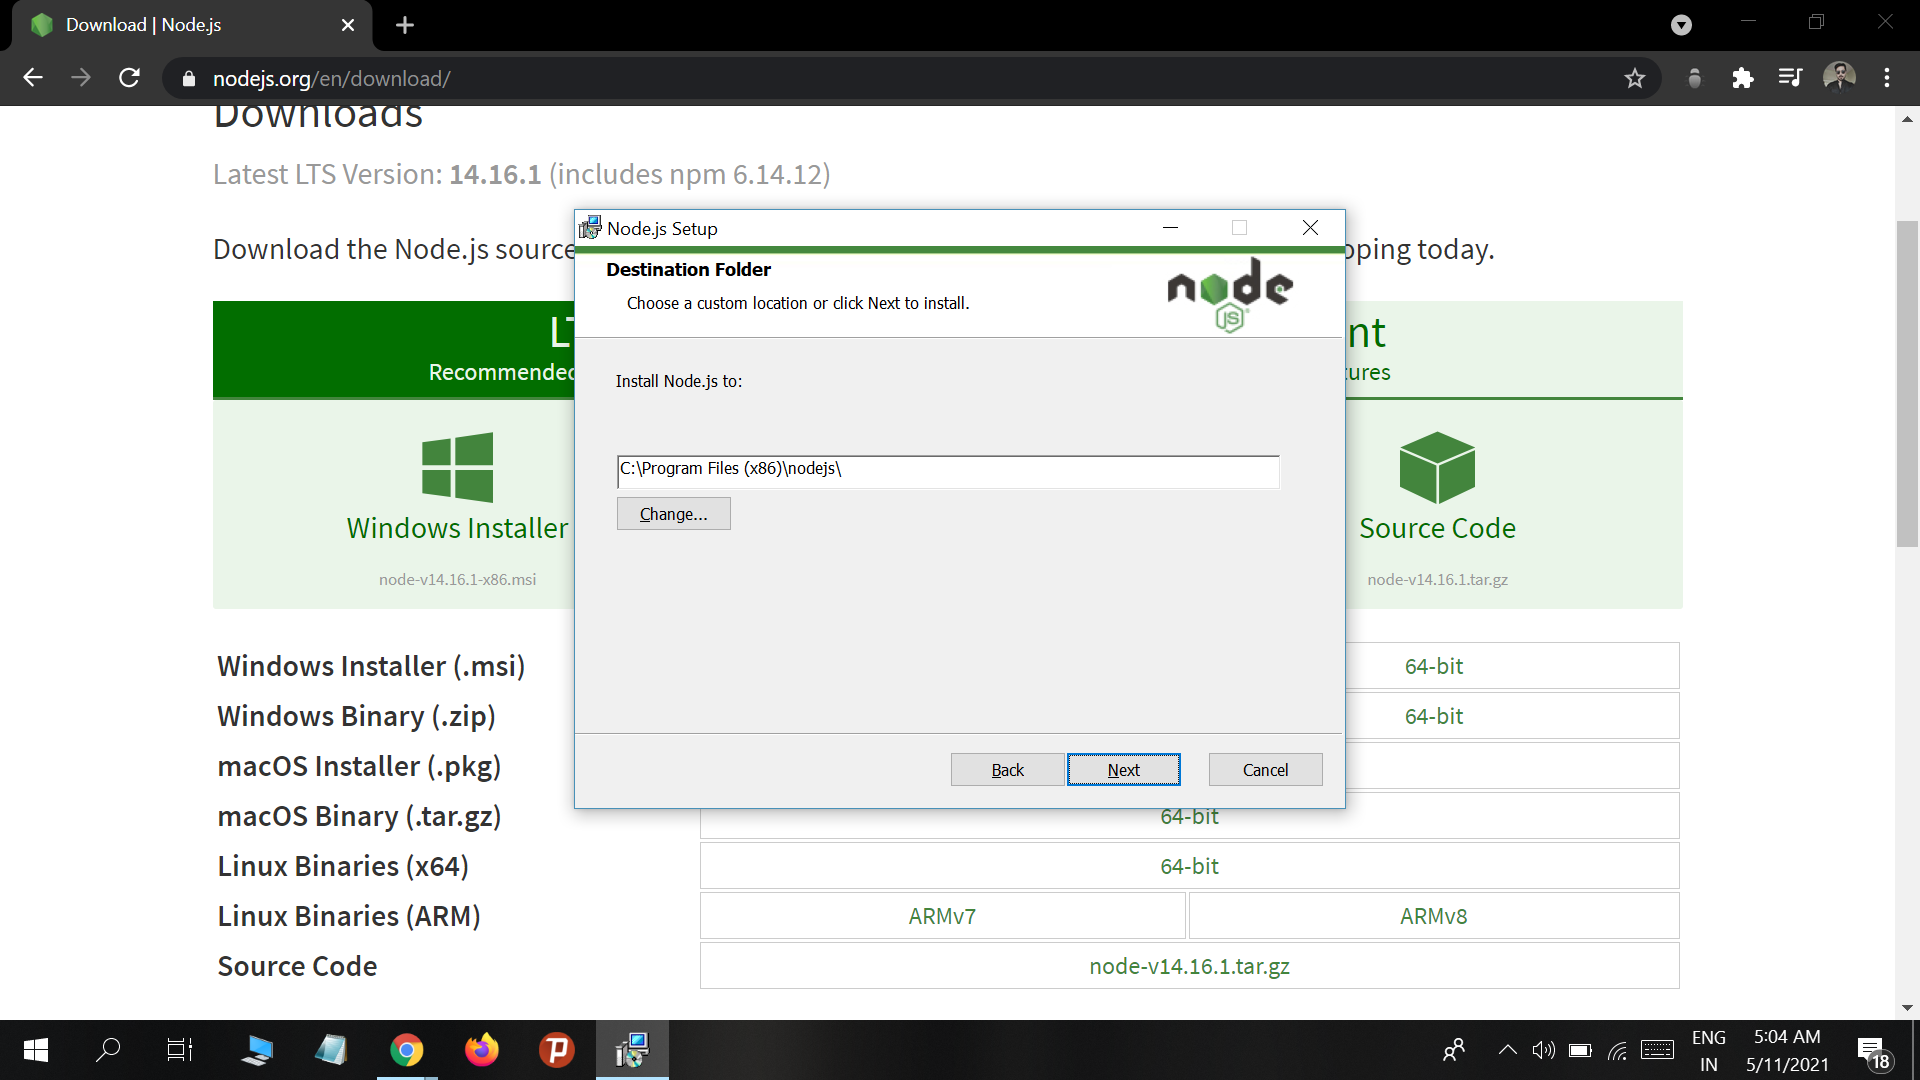 Download | Node.js
nodejs.org/en/download/
Downloads
Latest LTS Version: 14.16.1 (includes npm 6.14.12)
Download the Node.js source
oping today.
Node.js Setup
Destination Folder
Choose a custom location or click Next to install.
node
JS
Install Node.js to:
C:\Program Files (x86)\nodejs\
Change...
Back Next Cancel
LT
Recommended
nt
tures
Windows Installer
node-v14.16.1-x86.msi
Source Code
node-v14.16.1.tar.gz
Windows Installer (.msi) 64-bit
Windows Binary (.zip) 64-bit
macOS Installer (.pkg)
macOS Binary (.tar.gz) 64-bit
Linux Binaries (x64) 64-bit
Linux Binaries (ARM) ARMv7 ARMv8
Source Code node-v14.16.1.tar.gz
ENG 5:04 AM
IN 5/11/2021
18